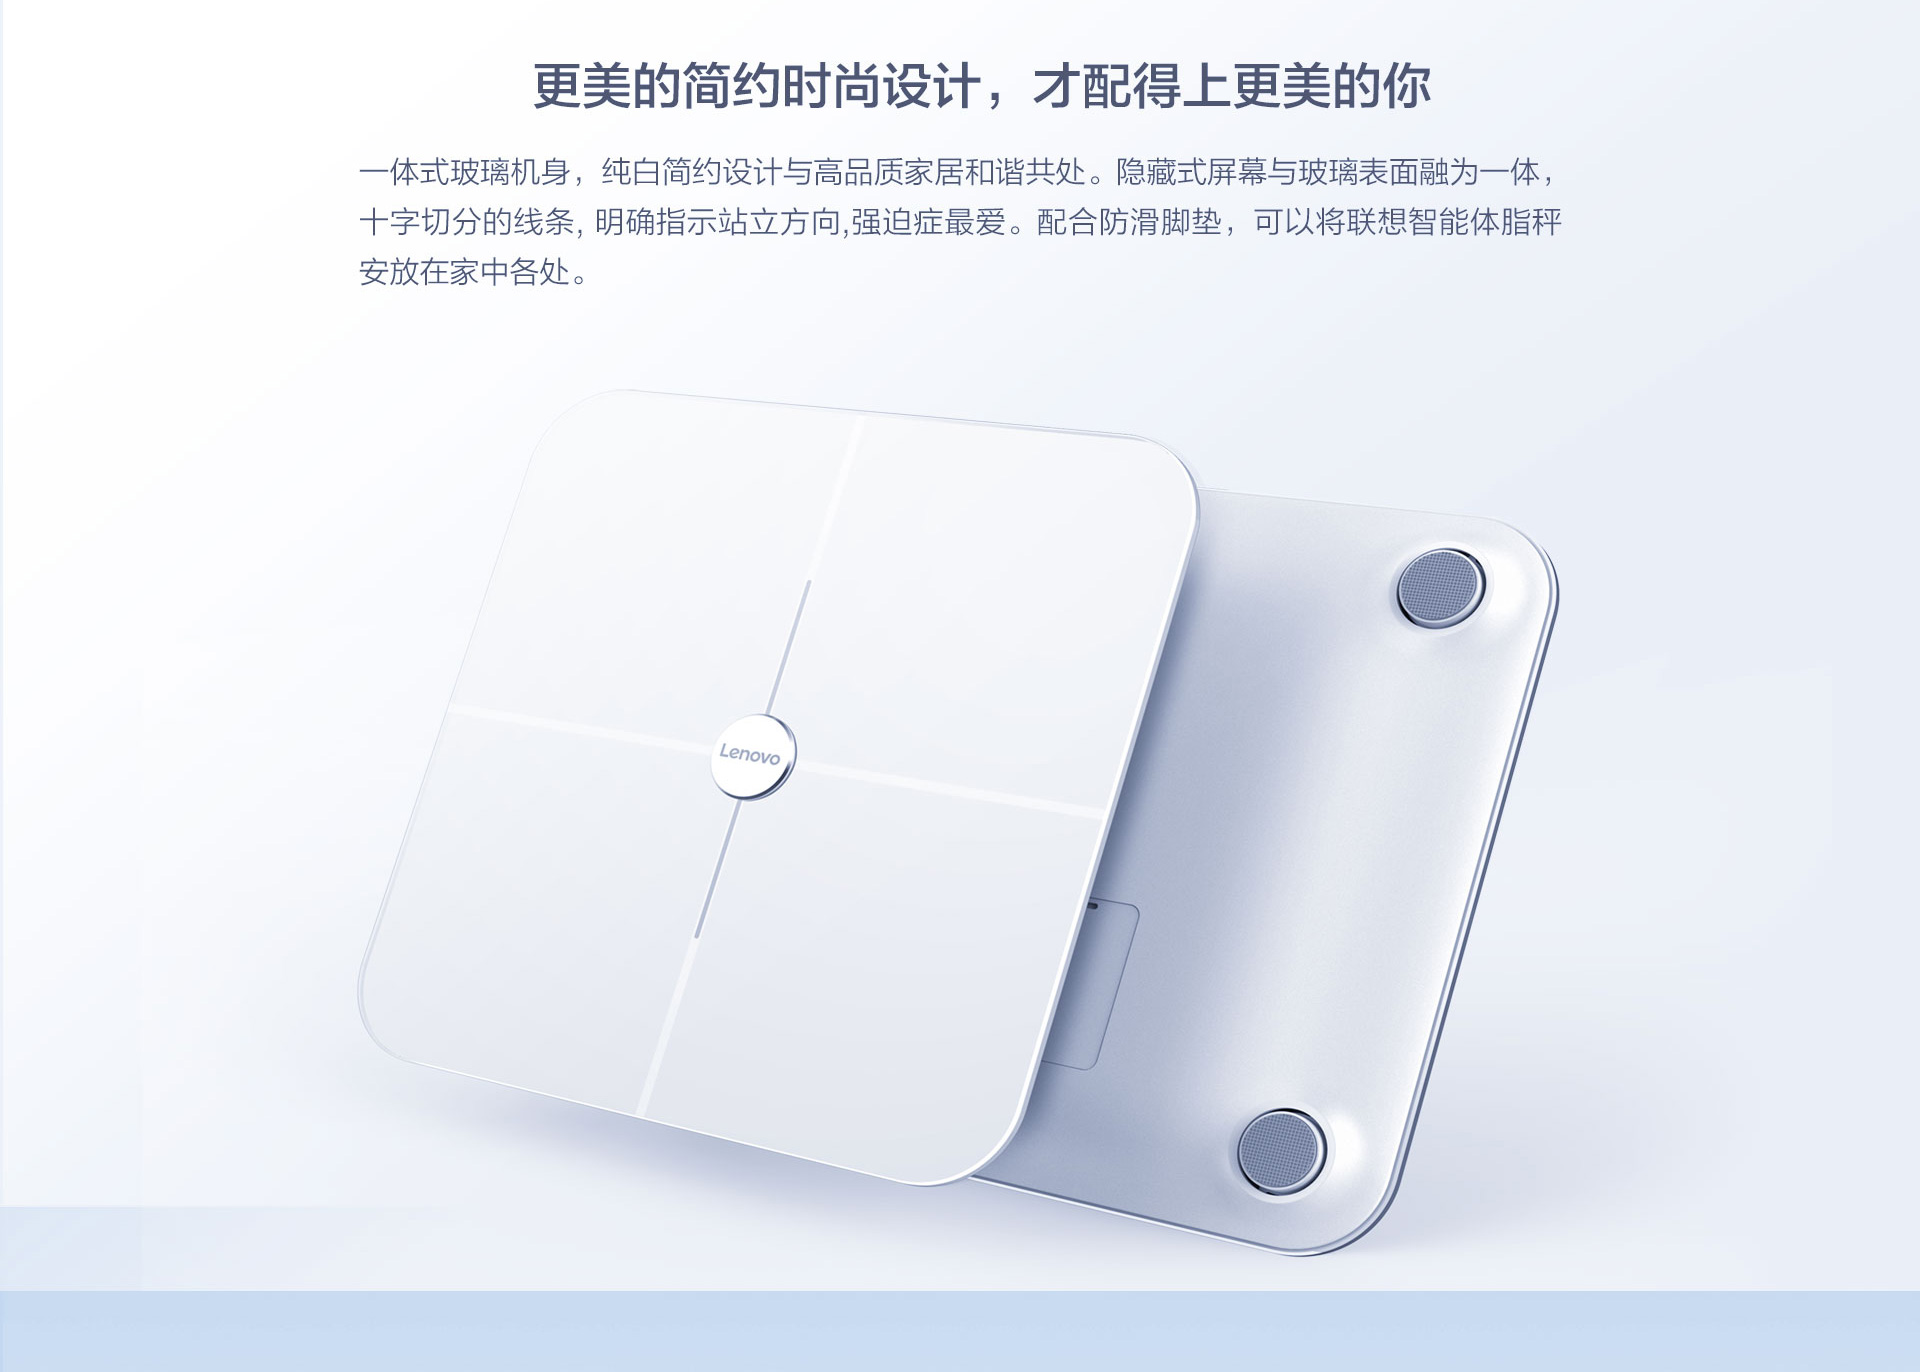 更美的简约时尚设计，才配得上更美的你
一体式玻璃机身，纯白简约设计与高品质家居和谐共处。隐藏式屏幕与玻璃表面融为一体，
十字切分的线条, 明确指示站立方向,强迫症最爱。配合防滑脚垫，可以将联想智能体脂秤
安放在家中各处。
Lenovo